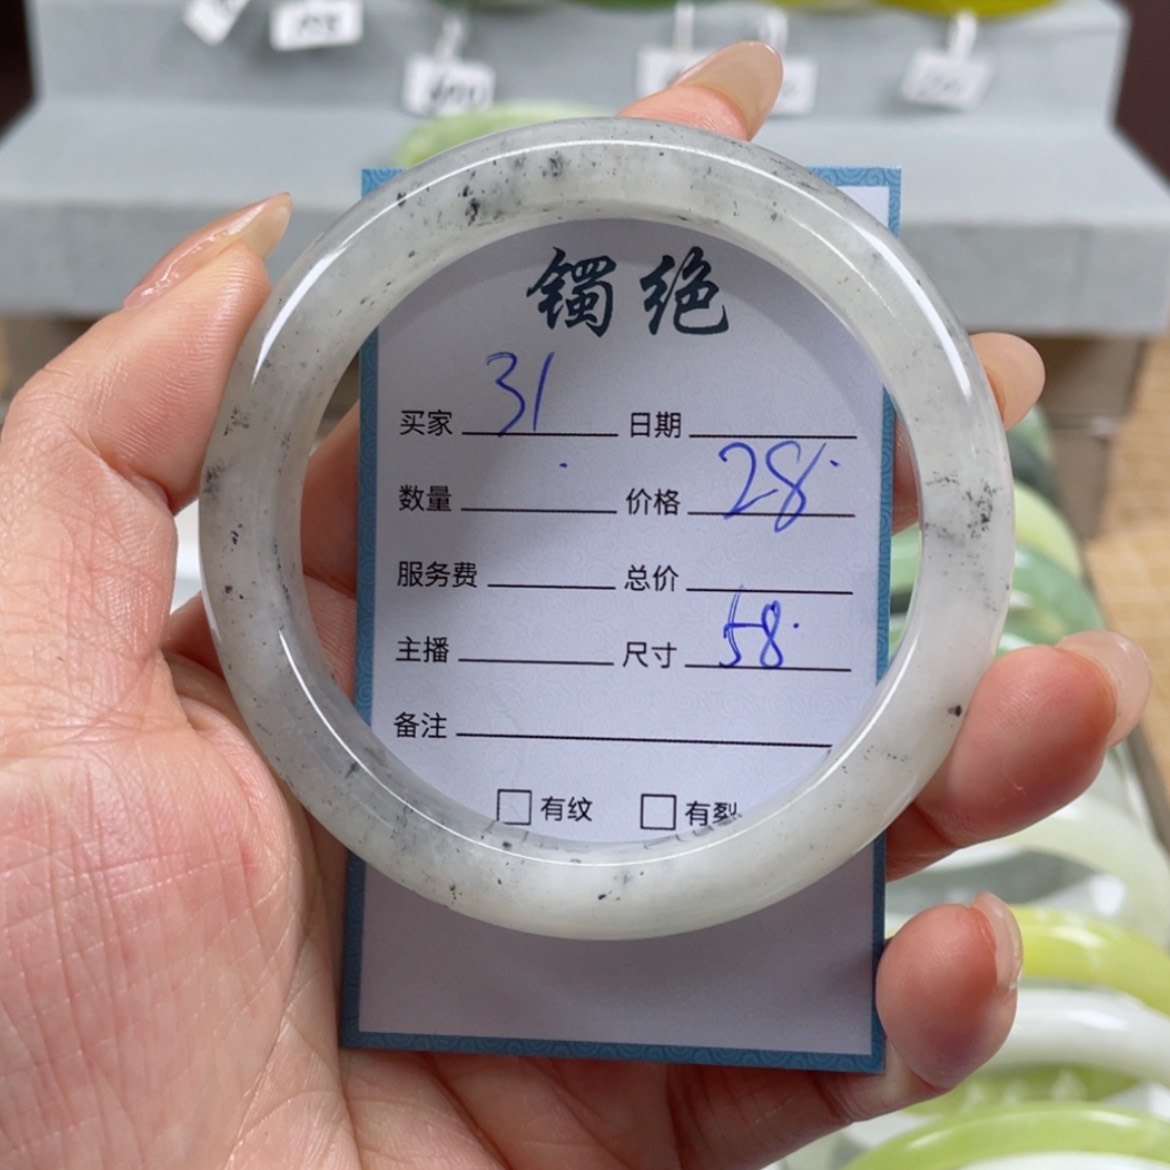 镯绝
买家 31 日期
数量 价格 28
服务费 总价
主播 尺寸 58
备注
有纹 有裂